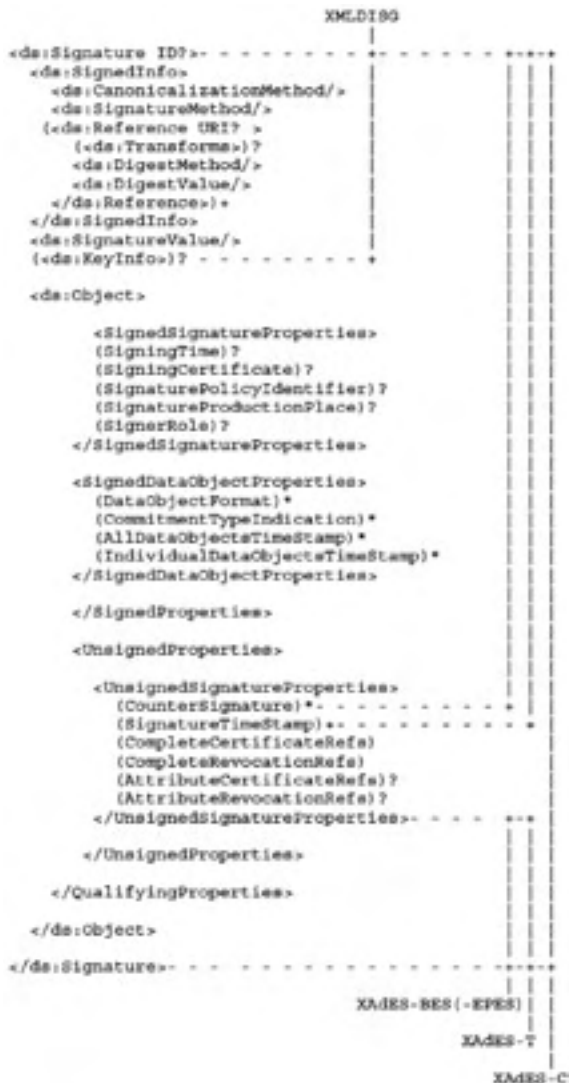 XMLDISG
|
<ds:Signature ID?>- - - - - - - - - + - - - - - +-+-+
<ds:SignedInfo> | | | |
<ds:CanonicalizationMethod/> | | | |
<ds:SignatureMethod/> | | | |
(<ds:Reference URI? > | | | |
(<ds:Transforms>)? | | | |
<ds:DigestMethod/> | | | |
<ds:DigestValue/> | | | |
</ds:Reference>)+ | | | |
</ds:SignedInfo> | | | |
<ds:SignatureValue/> | | | |
(<ds:KeyInfo>)? - - - - - - - - + | | |
<ds:Object> | | |
<SignedSignatureProperties> | | |
(SigningTime)? | | |
(SigningCertificate)? | | |
(SignaturePolicyIdentifier)? | | |
(SignatureProductionPlace)? | | |
(SignerRole)? | | |
</SignedSignatureProperties> | | |
<SignedDataObjectProperties> | | |
(DataObjectFormat)* | | |
(CommitmentTypeIndication)* | | |
(AllDataObjectsTimeStamp)* | | |
(IndividualDataObjectsTimeStamp)* | | |
</SignedDataObjectProperties> | | |
</SignedProperties> | | |
<UnsignedProperties> | | |
<UnsignedSignatureProperties> | | |
(CounterSignature)*- - - - - - - - - - + | |
(SignatureTimeStamp)+- - - - - - - - - - + |
(CompleteCertificateRefs) |
(CompleteRevocationRefs) |
(AttributeCertificateRefs)? |
(AttributeRevocationRefs)? |
</UnsignedSignatureProperties>- - - - +-+ |
</UnsignedProperties> | | |
</QualifyingProperties> | | |
</ds:Object> | | |
</ds:Signature>- - - - - - - - - - - - - - - +-+-+
XAdES-BES(-EPES)| | |
XAdES-T | |
XAdES-C